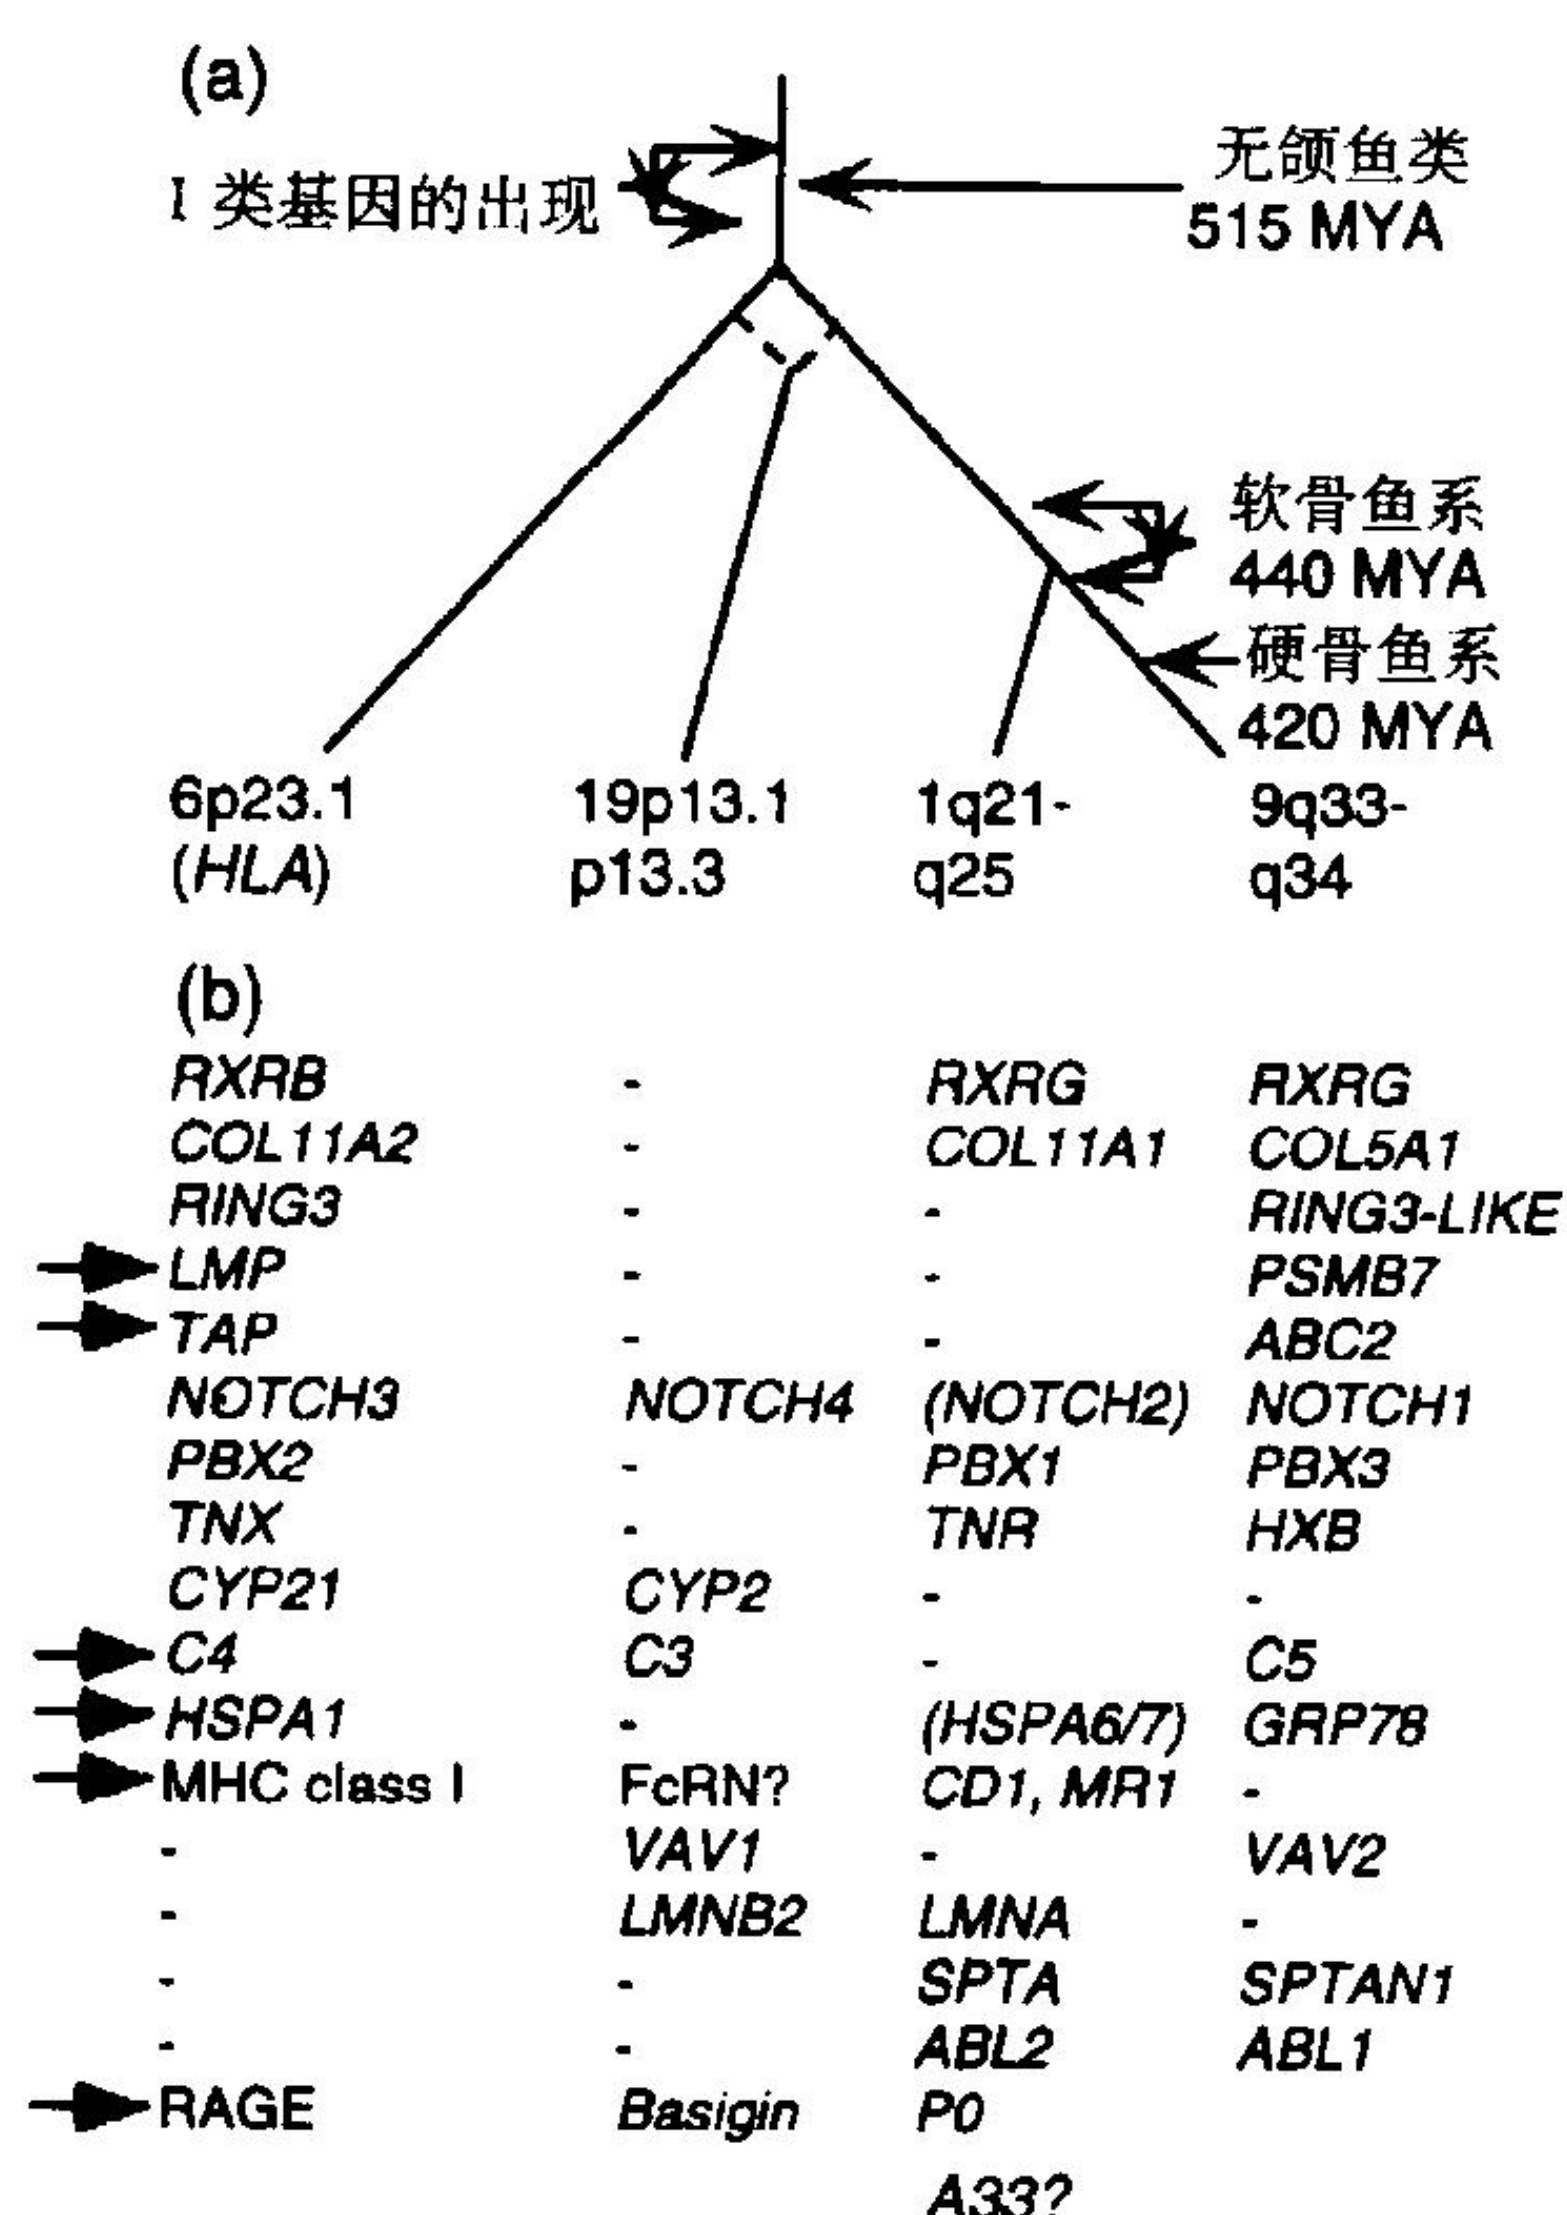 (a)
I 类基因的出现
无颌鱼类
515 MYA
软骨鱼系
440 MYA
硬骨鱼系
420 MYA
6p23.1 19p13.1 1q21- 9q33-
(HLA) p13.3 q25 q34
(b)
RXRB - RXRG RXRG
COL11A2 - COL11A1 COL5A1
RING3 - - RING3-LIKE
LMP - - PSMB7
TAP - - ABC2
NOTCH3 NOTCH4 (NOTCH2) NOTCH1
PBX2 - PBX1 PBX3
TNX - TNR HXB
CYP21 CYP2 - -
C4 C3 - C5
HSPA1 - (HSPA6/7) GRP78
MHC class I FcRN? CD1, MR1 -
- VAV1 - VAV2
- LMNB2 LMNA -
- - SPTA SPTAN1
- - ABL2 ABL1
RAGE Basigin P0
A33?